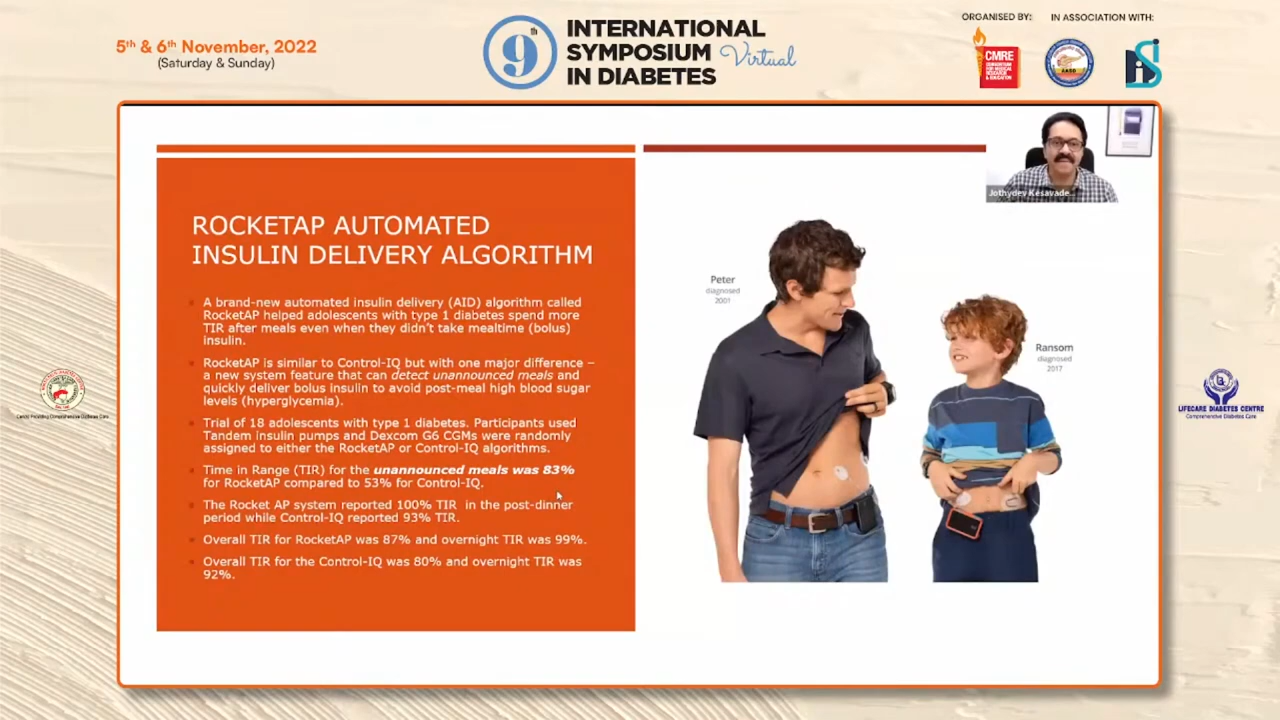 5th & 6th November, 2022
(Saturday & Sunday)
9th
INTERNATIONAL
SYMPOSIUM Virtual
IN DIABETES
ORGANISED BY:
IN ASSOCIATION WITH:
CMRE
CONSORTIUM
FOR MEDICAL
RESEARCH
& EDUCATION
Jothydev Kesavade...
ROCKETAP AUTOMATED
INSULIN DELIVERY ALGORITHM
A brand-new automated insulin delivery (AID) algorithm called
RocketAP helped adolescents with type 1 diabetes spend more
TIR after meals even when they didn't take mealtime (bolus)
insulin.
RocketAP is similar to Control-IQ but with one major difference –
a new system feature that can detect unannounced meals and
quickly deliver bolus insulin to avoid post-meal high blood sugar
levels (hyperglycemia).
Trial of 18 adolescents with type 1 diabetes. Participants used
Tandem insulin pumps and Dexcom G6 CGMs were randomly
assigned to either the RocketAP or Control-IQ algorithms.
Time in Range (TIR) for the unannounced meals was 83%
for RocketAP compared to 53% for Control-IQ.
The Rocket AP system reported 100% TIR in the post-dinner
period while Control-IQ reported 93% TIR.
Overall TIR for RocketAP was 87% and overnight TIR was 99%.
Overall TIR for the Control-IQ was 80% and overnight TIR was
92%.
Peter
diagnosed
2001
Ransom
diagnosed
2017
LIFECARE DIABETES CENTRE
Comprehensive Diabetes Care